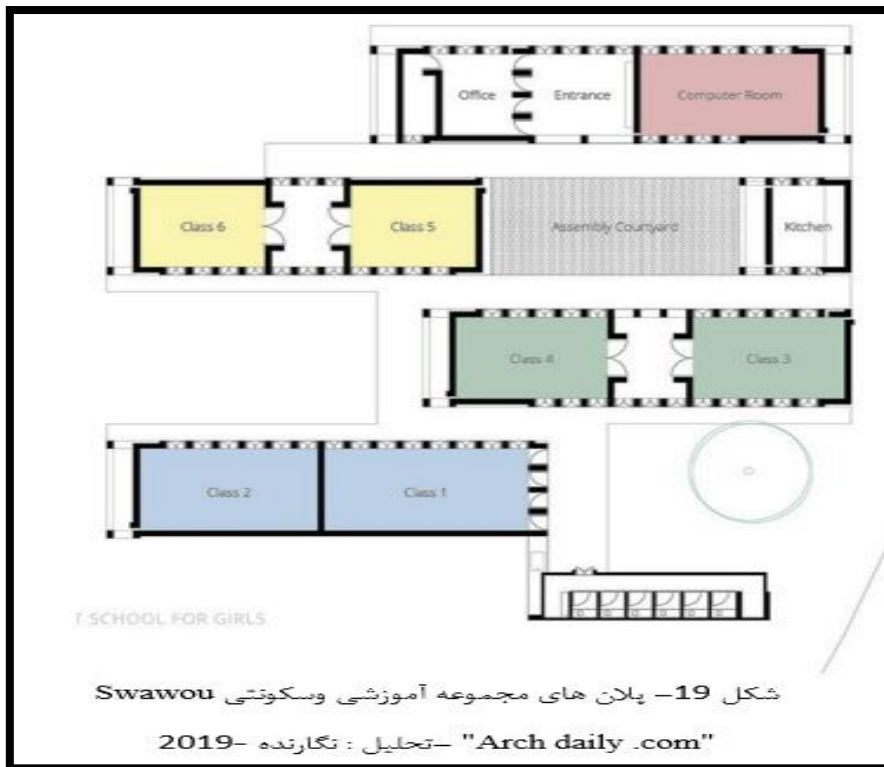 Office
Entrance
Computer Room
Class 6
Class 5
Assembly Courtyard
Kitchen
Class 4
Class 3
Class 2
Class 1
T SCHOOL FOR GIRLS
شکل 19– پلان های مجموعه آموزشی وسکونتی Swawou
"Arch daily .com" –تحلیل : نگارنده -2019